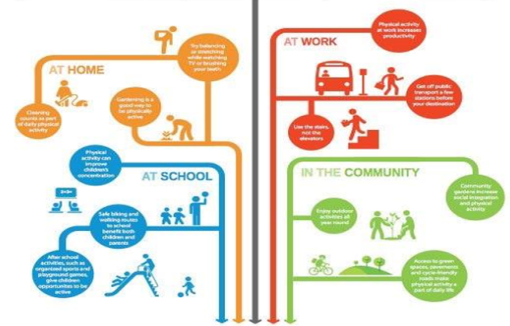 AT HOME
Try balancing
or watching
while watching
TV or brushing
your teeth
Cleaning
counts as part
of daily physical
activity
Gardening is a
good way to
be physically
active
AT SCHOOL
Physical
activity can
improve
children's
concentration
Safe biking and
walking routes
to school
benefit both
children and
parents
After school
activities, such as
organized sports and
playground games,
give children
opportunities to be
active
AT WORK
Physical activity
at work increases
productivity
Get off public
transport a few
stations before
your destination
Use the stairs,
not the
elevators
IN THE COMMUNITY
Community
gardens increase
social integration
and physical
activity
Enjoy outdoor
activities all
year round
Access to green
spaces, pavements
and cycle-friendly
roads make
physical activity a
part of daily life